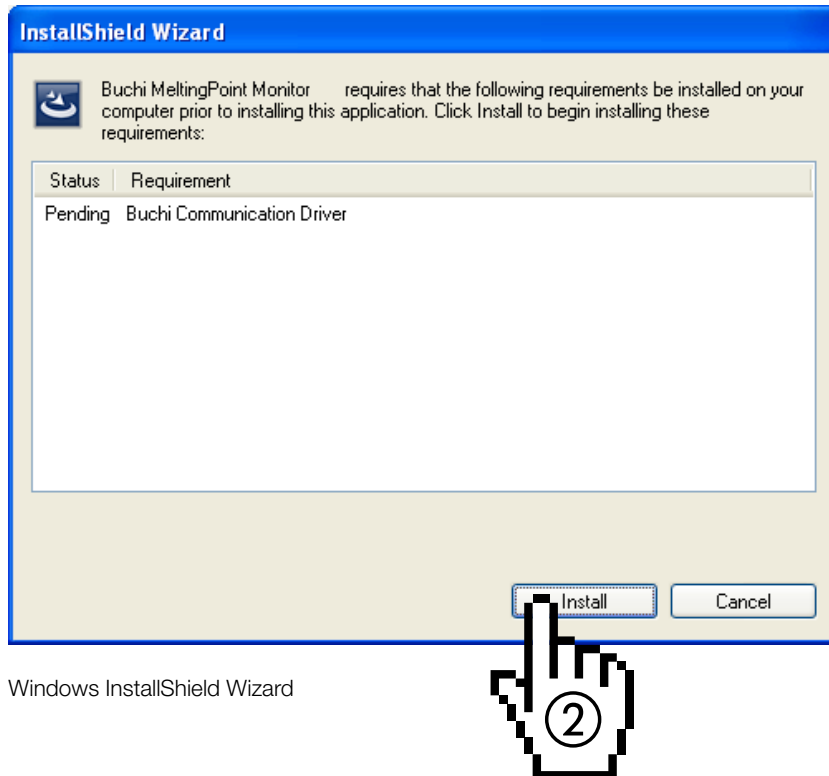 InstallShield Wizard
Buchi MeltingPoint Monitor requires that the following requirements be installed on your
computer prior to installing this application. Click Install to begin installing these
requirements:
Status Requirement
Pending Buchi Communication Driver
Install Cancel
Windows InstallShield Wizard
2